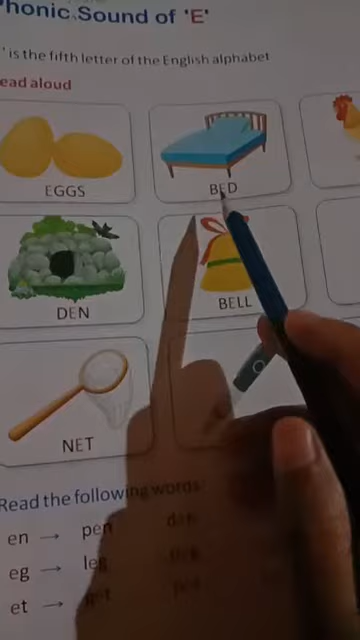 Phonic Sound of 'E'
is the fifth letter of the English alphabet
ead aloud
EGGS
BED
DEN
BELL
NET
Read the following words
en → pen
eg → leg
et →